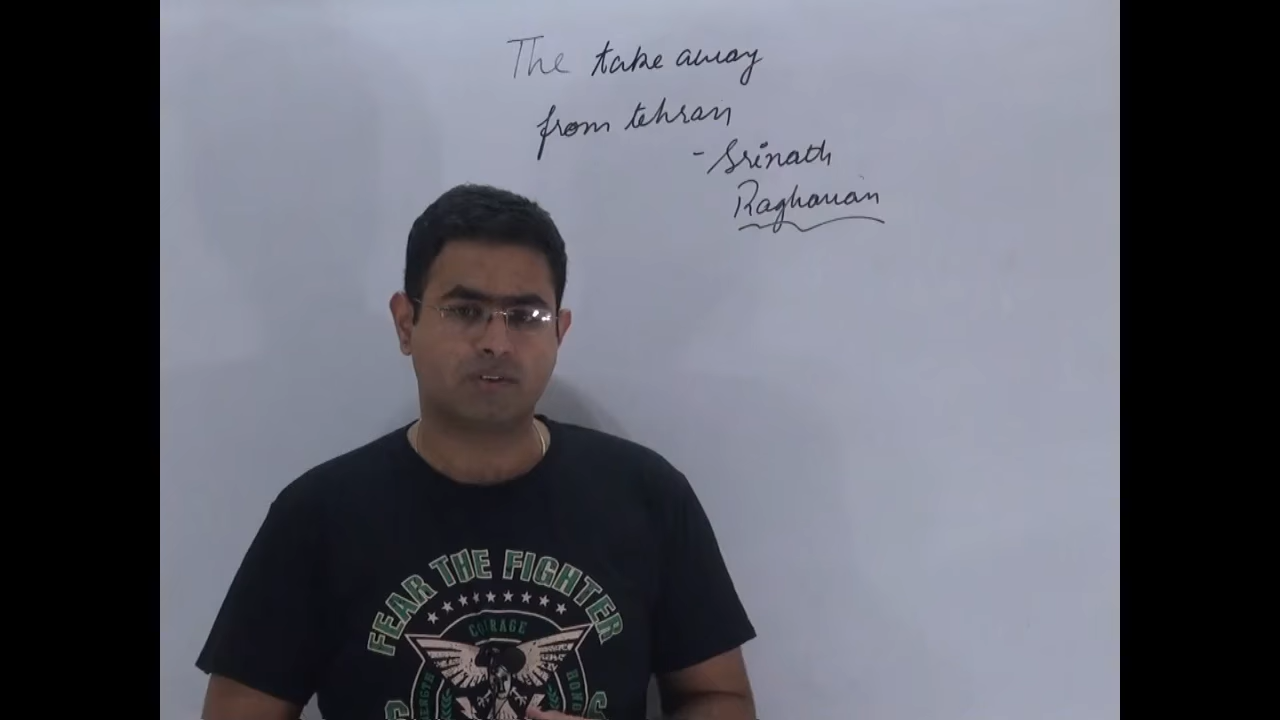 The take away
from tehran
- Srinath
Raghavan
FEAR THE FIGHTER
COURAGE